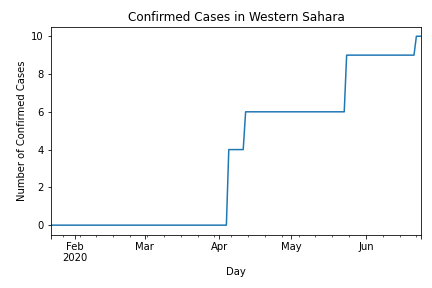 Confirmed Cases in Western Sahara
Number of Confirmed Cases
10
8
6
4
2
0
Feb
2020
Mar
Apr
May
Jun
Day